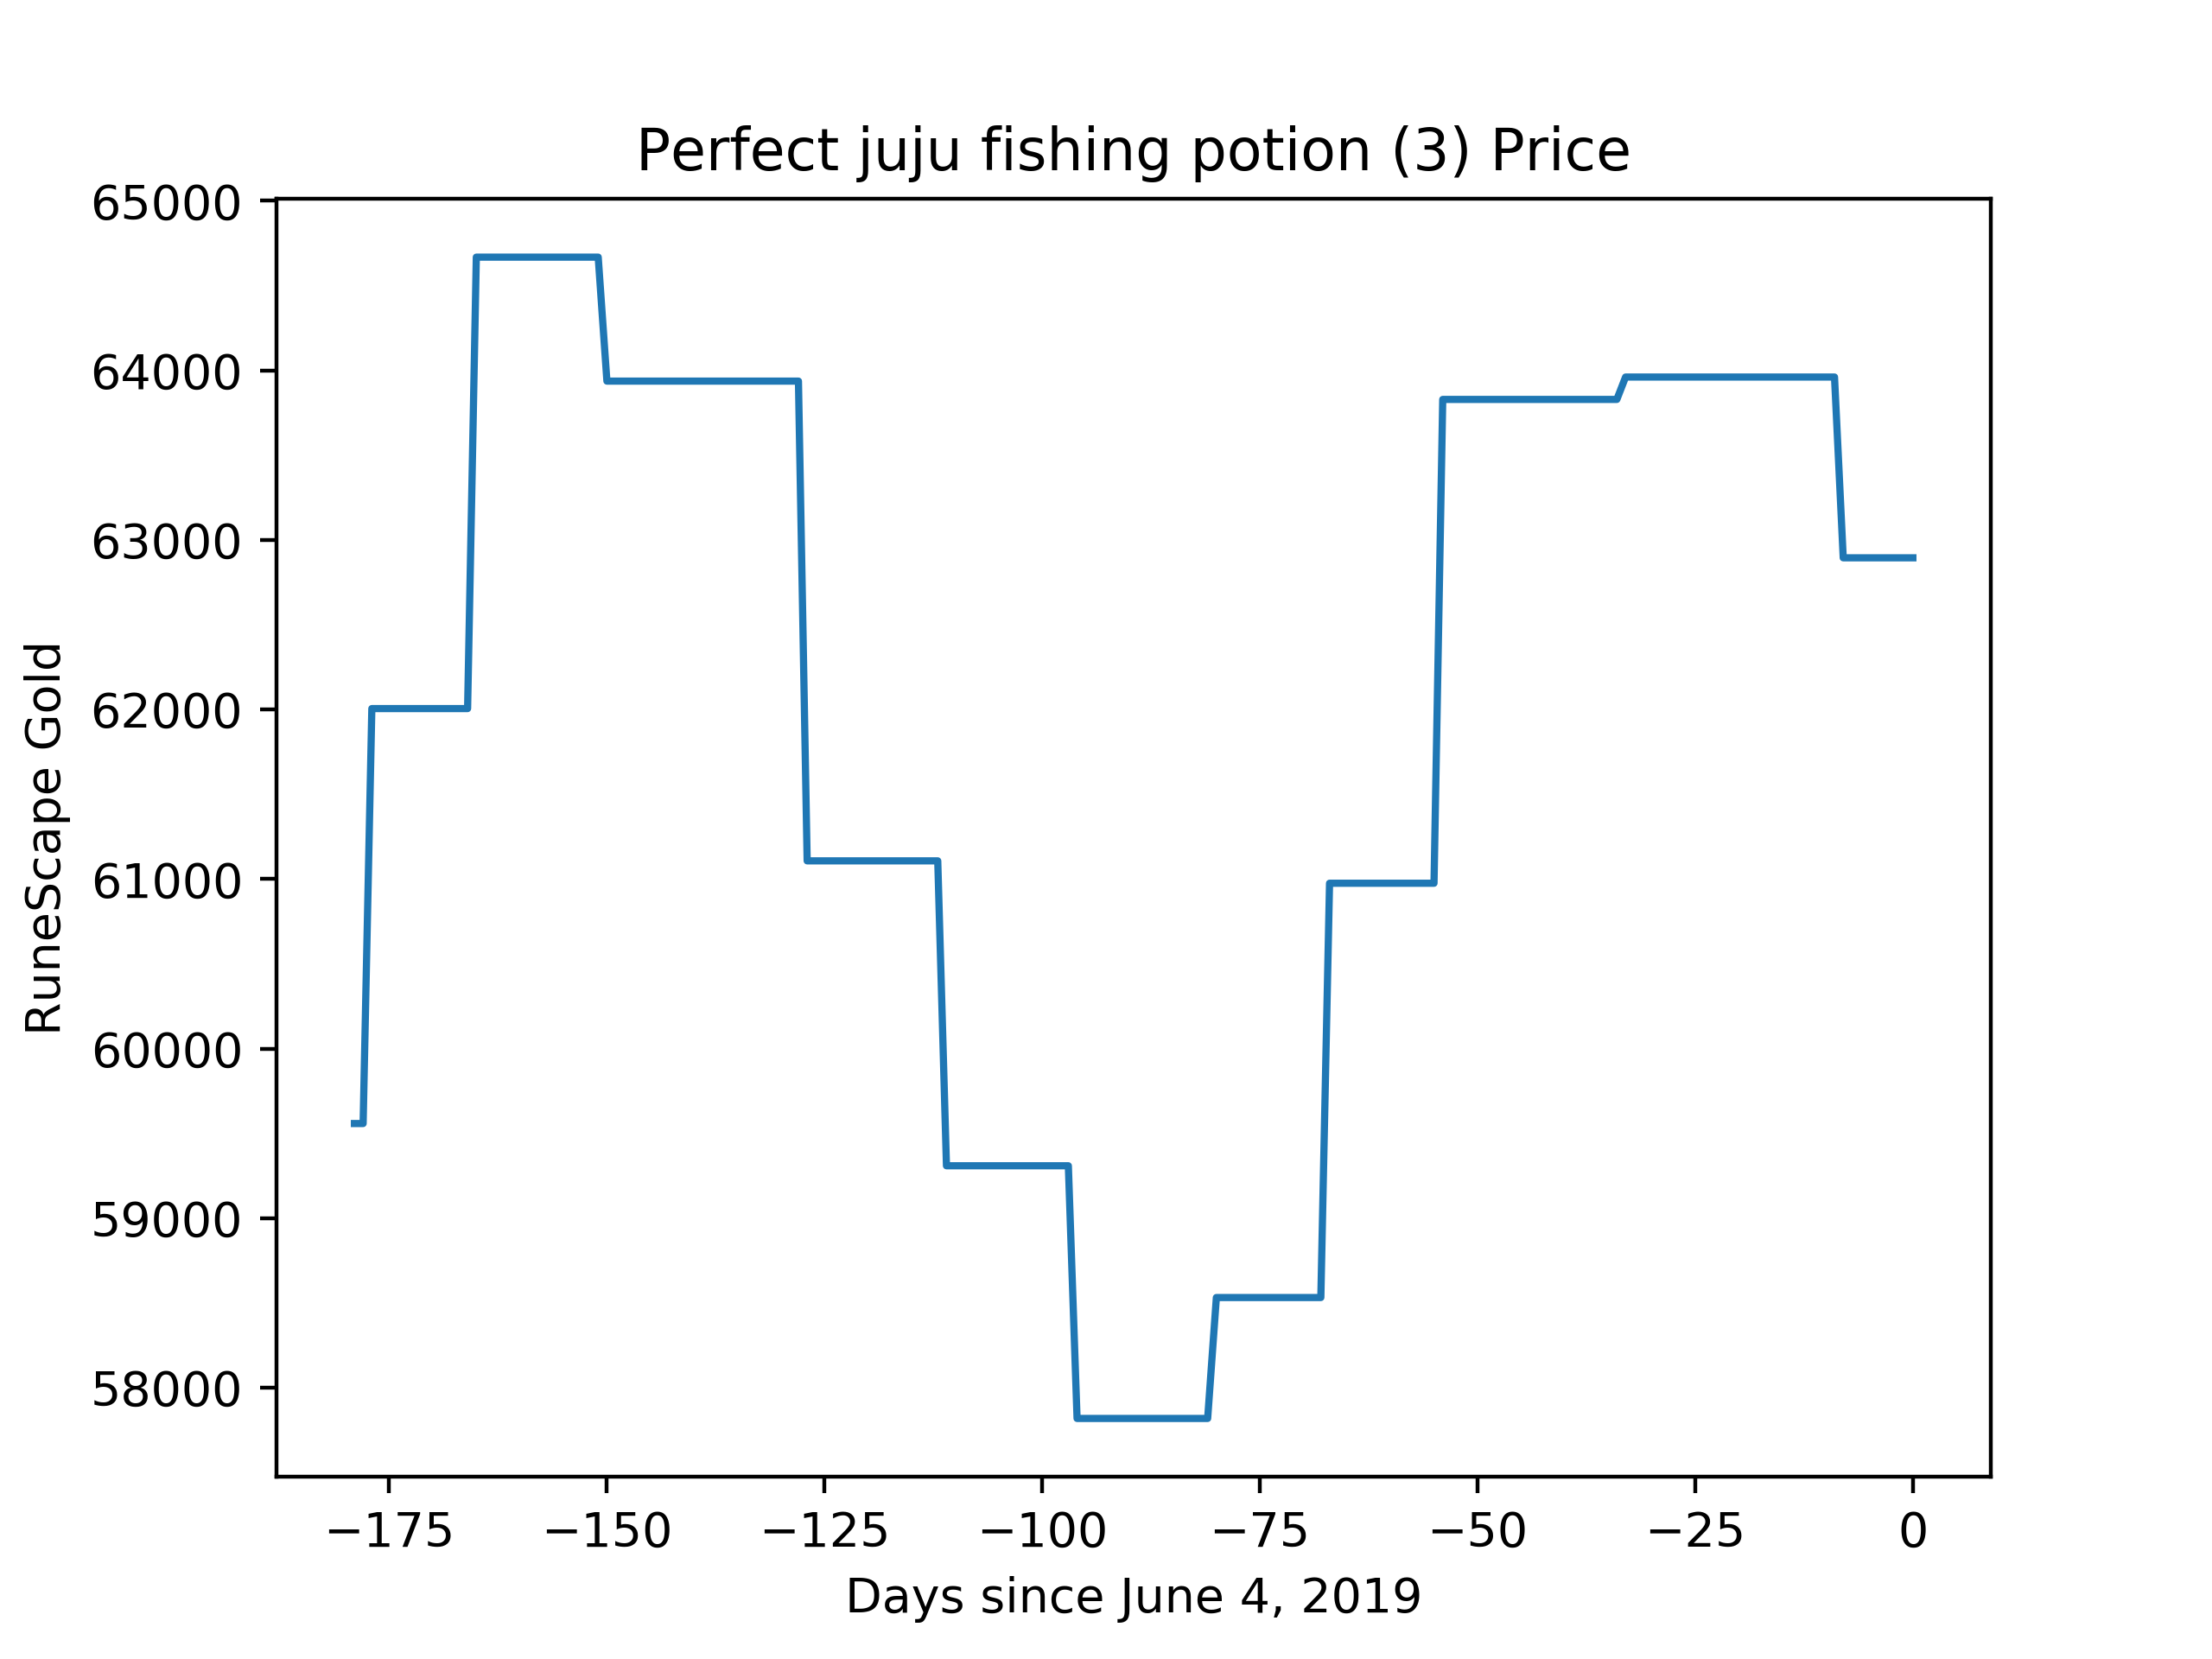 Perfect juju fishing potion (3) Price
RuneScape Gold
65000
64000
63000
62000
61000
60000
59000
58000
−175 −150 −125 −100 −75 −50 −25 0
Days since June 4, 2019